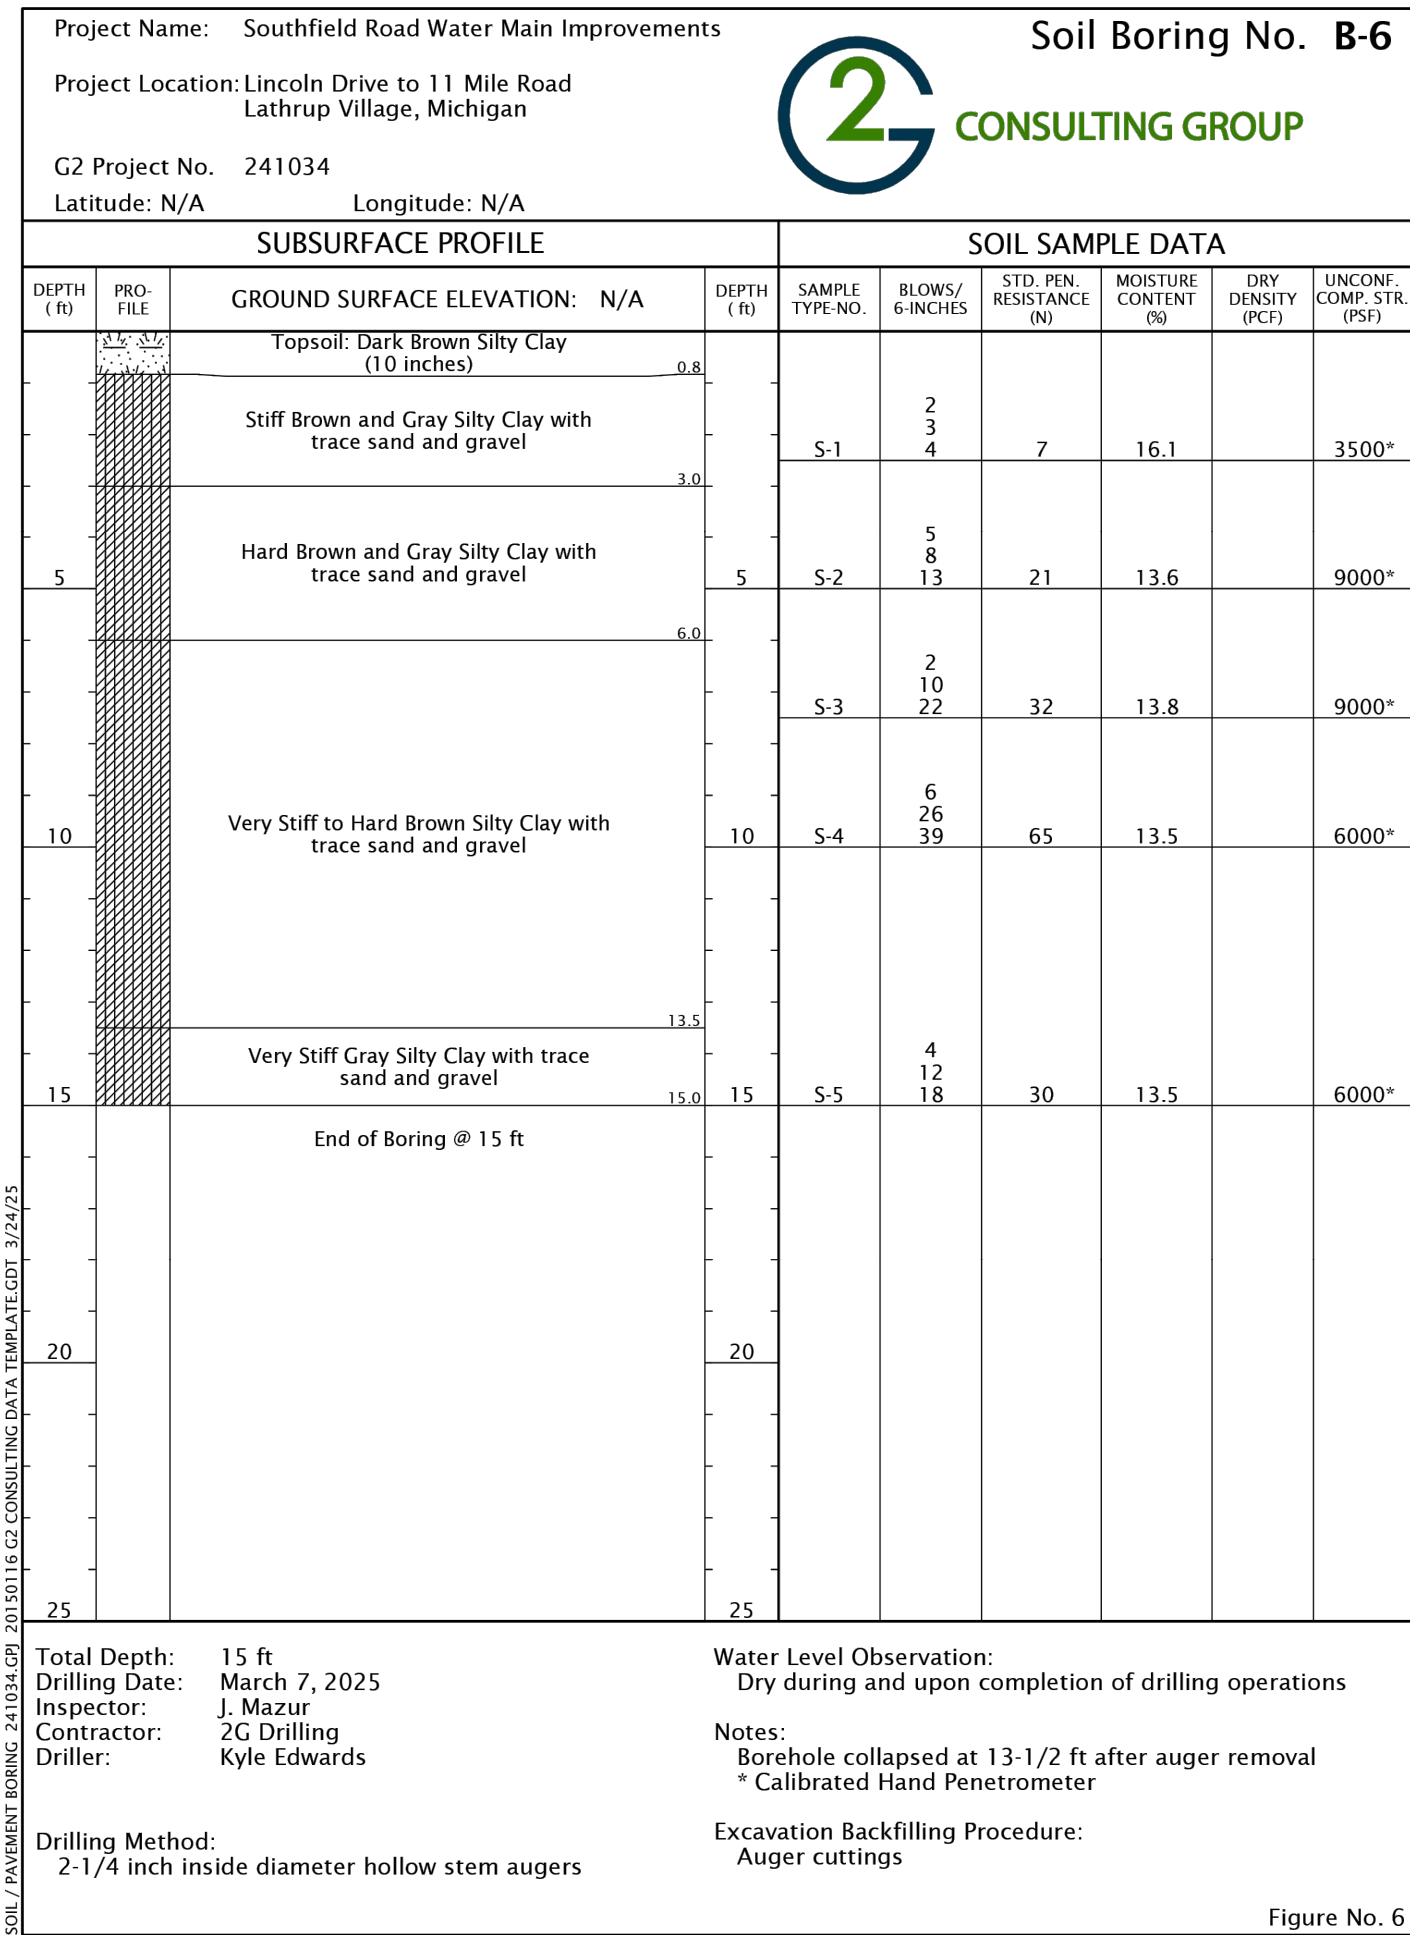 Project Name: Southfield Road Water Main Improvements
Project Location: Lincoln Drive to 11 Mile Road
Lathrup Village, Michigan
G2 Project No. 241034
Latitude: N/A Longitude: N/A
G2 CONSULTING GROUP
Soil Boring No. B-6
SUBSURFACE PROFILE
SOIL SAMPLE DATA
DEPTH ( ft)
PRO-FILE
GROUND SURFACE ELEVATION: N/A
DEPTH ( ft)
SAMPLE TYPE-NO.
BLOWS/ 6-INCHES
STD. PEN. RESISTANCE (N)
MOISTURE CONTENT (%)
DRY DENSITY (PCF)
UNCONF. COMP. STR. (PSF)
Topsoil: Dark Brown Silty Clay
(10 inches)
0.8
Stiff Brown and Gray Silty Clay with
trace sand and gravel
2
3
S-1 4 7 16.1 3500*
3.0
Hard Brown and Gray Silty Clay with
trace sand and gravel
5
8
5 5 S-2 13 21 13.6 9000*
6.0
2
10
S-3 22 32 13.8 9000*
Very Stiff to Hard Brown Silty Clay with
trace sand and gravel
6
26
10 10 S-4 39 65 13.5 6000*
13.5
Very Stiff Gray Silty Clay with trace
sand and gravel
4
12
15 15.0 15 S-5 18 30 13.5 6000*
End of Boring @ 15 ft
20 20
25 25
Total Depth: 15 ft
Drilling Date: March 7, 2025
Inspector: J. Mazur
Contractor: 2G Drilling
Driller: Kyle Edwards
Drilling Method:
2-1/4 inch inside diameter hollow stem augers
Water Level Observation:
Dry during and upon completion of drilling operations
Notes:
Borehole collapsed at 13-1/2 ft after auger removal
* Calibrated Hand Penetrometer
Excavation Backfilling Procedure:
Auger cuttings
Figure No. 6
SOIL / PAVEMENT BORING 241034.GPJ 20150116 G2 CONSULTING DATA TEMPLATE.GDT 3/24/25